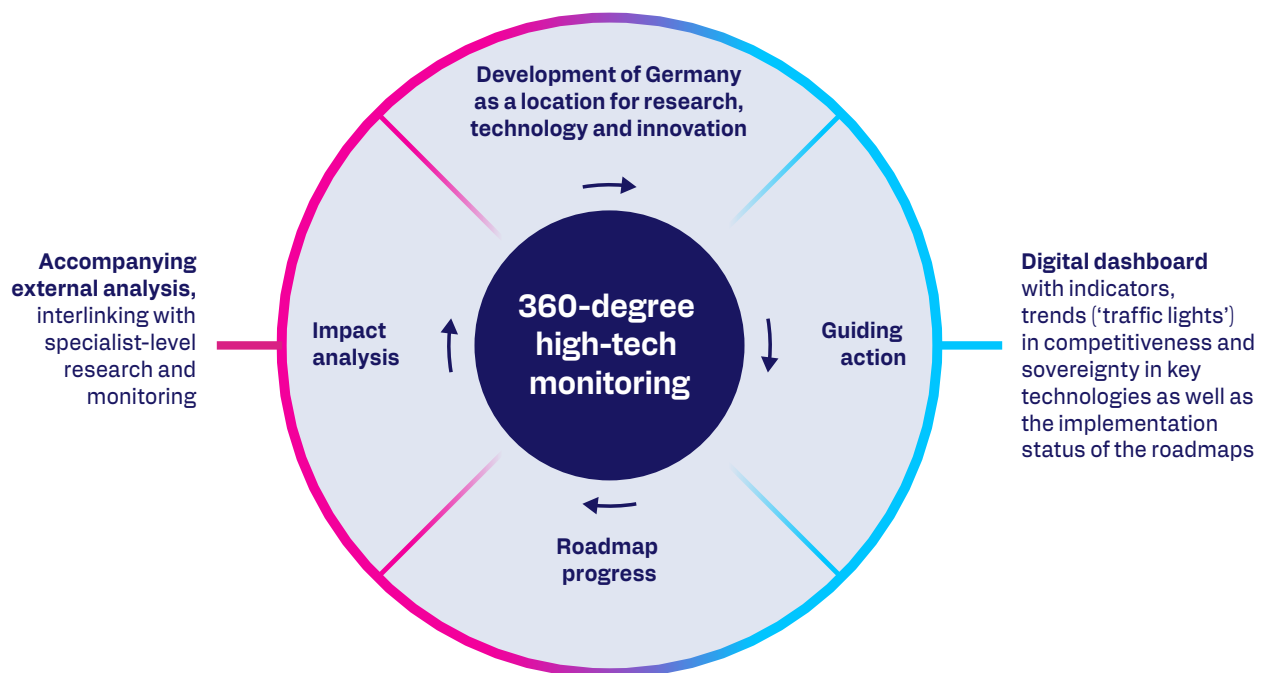 Development of Germany
as a location for research,
technology and innovation
Accompanying
external analysis,
interlinking with
specialist-level
research and
monitoring
Impact
analysis
360-degree
high-tech
monitoring
Guiding
action
Digital dashboard
with indicators,
trends (‘traffic lights’)
in competitiveness and
sovereignty in key
technologies as well as
the implementation
status of the roadmaps
Roadmap
progress